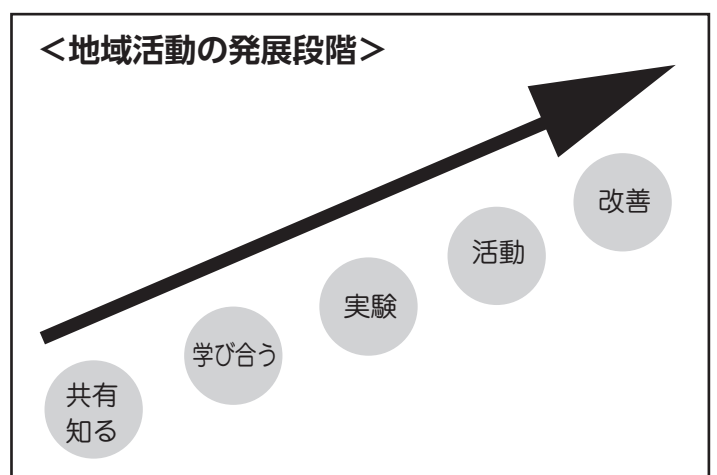 ＜地域活動の発展段階＞
改善
活動
実験
学び合う
共有
知る